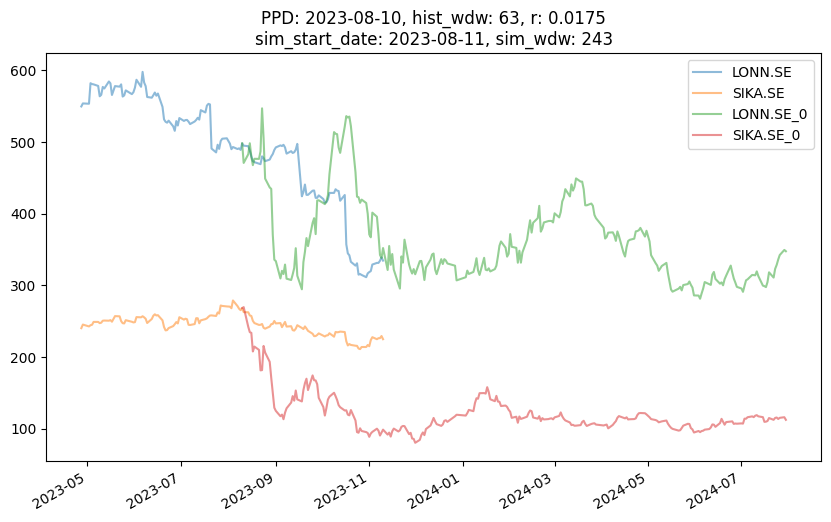 PPD: 2023-08-10, hist_wdw: 63, r: 0.0175
sim_start_date: 2023-08-11, sim_wdw: 243
600
500
400
300
200
100
LONN.SE
SIKA.SE
LONN.SE_0
SIKA.SE_0
2023-05
2023-07
2023-09
2023-11
2024-01
2024-03
2024-05
2024-07